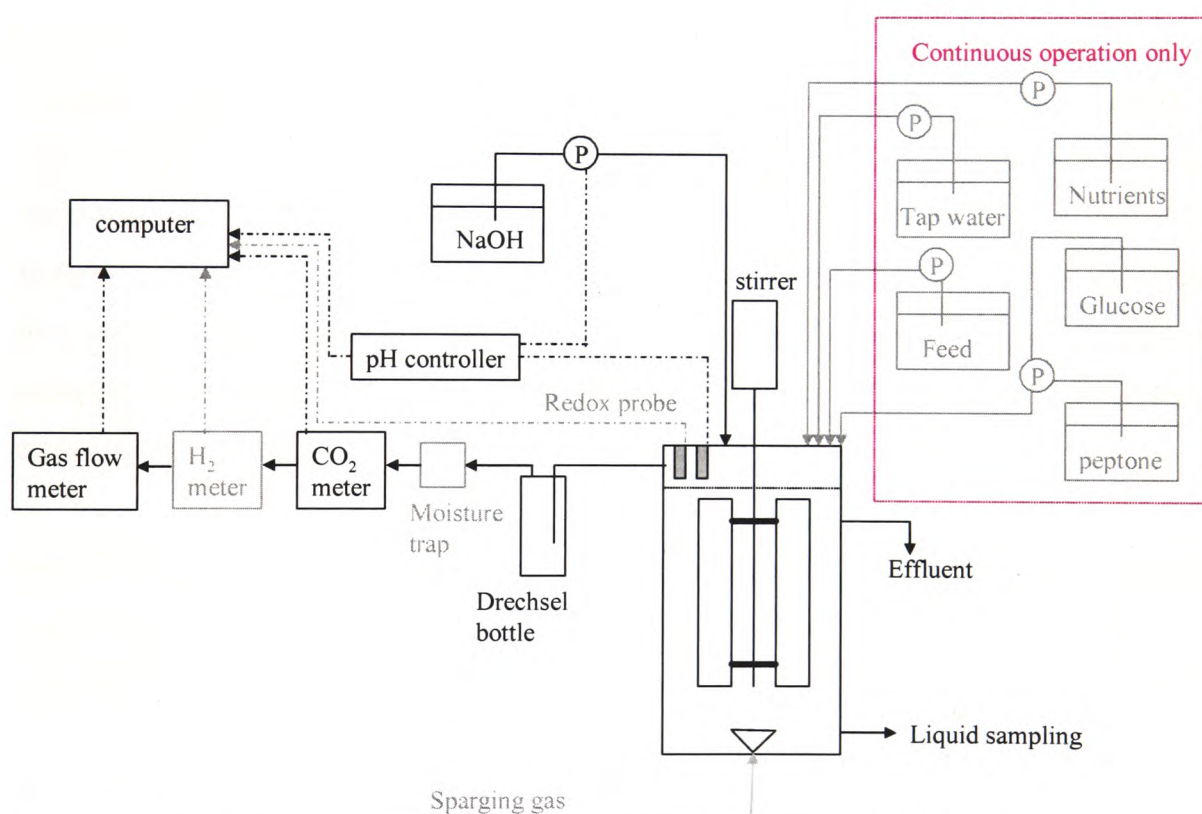 Continuous operation only
P
P
P
Nutrients
computer
Tap water
NaOH
P
stirrer
Glucose
Feed
pH controller
P
Redox probe
Gas flow
meter
H₂
meter
CO₂
meter
peptone
Moisture
trap
Effluent
Drechsel
bottle
Liquid sampling
Sparging gas